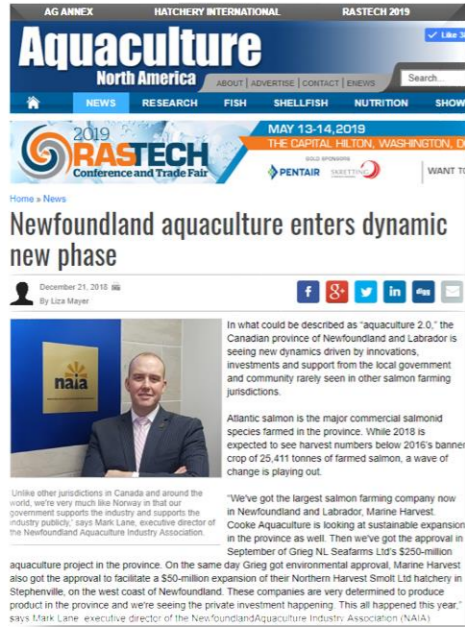 AG ANNEX HATCHERY INTERNATIONAL RASTECH 2019
Aquaculture
North America
Like
ABOUT | ADVERTISE | CONTACT | ENEWS
Search...
NEWS RESEARCH FISH SHELLFISH NUTRITION SHOW
2019
RASTECH
Conference and Trade Fair
MAY 13-14, 2019
THE CAPITAL HILTON, WASHINGTON, D
GOLD SPONSORS
PENTAIR SKRETTING
WANT TO
Home » News
Newfoundland aquaculture enters dynamic
new phase
December 21, 2018
By Liza Mayer
f g+ in digg
naia
In what could be described as "aquaculture 2.0," the
Canadian province of Newfoundland and Labrador is
seeing new dynamics driven by innovations,
investments and support from the local government
and community rarely seen in other salmon farming
jurisdictions.
Atlantic salmon is the major commercial salmonid
species farmed in the province. While 2018 is
expected to see harvest numbers below 2016's banner
crop of 25,411 tonnes of farmed salmon, a wave of
change is playing out.
'Unlike other jurisdictions in Canada and around the
world, we're very much like Norway in that our
government supports the industry and supports the
industry publicly,' says Mark Lane, executive director of
the Newfoundland Aquaculture Industry Association.
"We've got the largest salmon farming company now
in Newfoundland and Labrador, Marine Harvest.
Cooke Aquaculture is looking at sustainable expansion
in the province as well. Then we've got the approval in
September of Grieg NL Seafarms Ltd's $250-million
aquaculture project in the province. On the same day Grieg got environmental approval, Marine Harvest
also got the approval to facilitate a $50-million expansion of their Northern Harvest Smolt Ltd hatchery in
Stephenville, on the west coast of Newfoundland. These companies are very determined to produce
product in the province and we're seeing the private investment happening. This all happened this year,"
says Mark Lane, executive director of the NewfoundlandAquaculture Industry Association (NAIA)